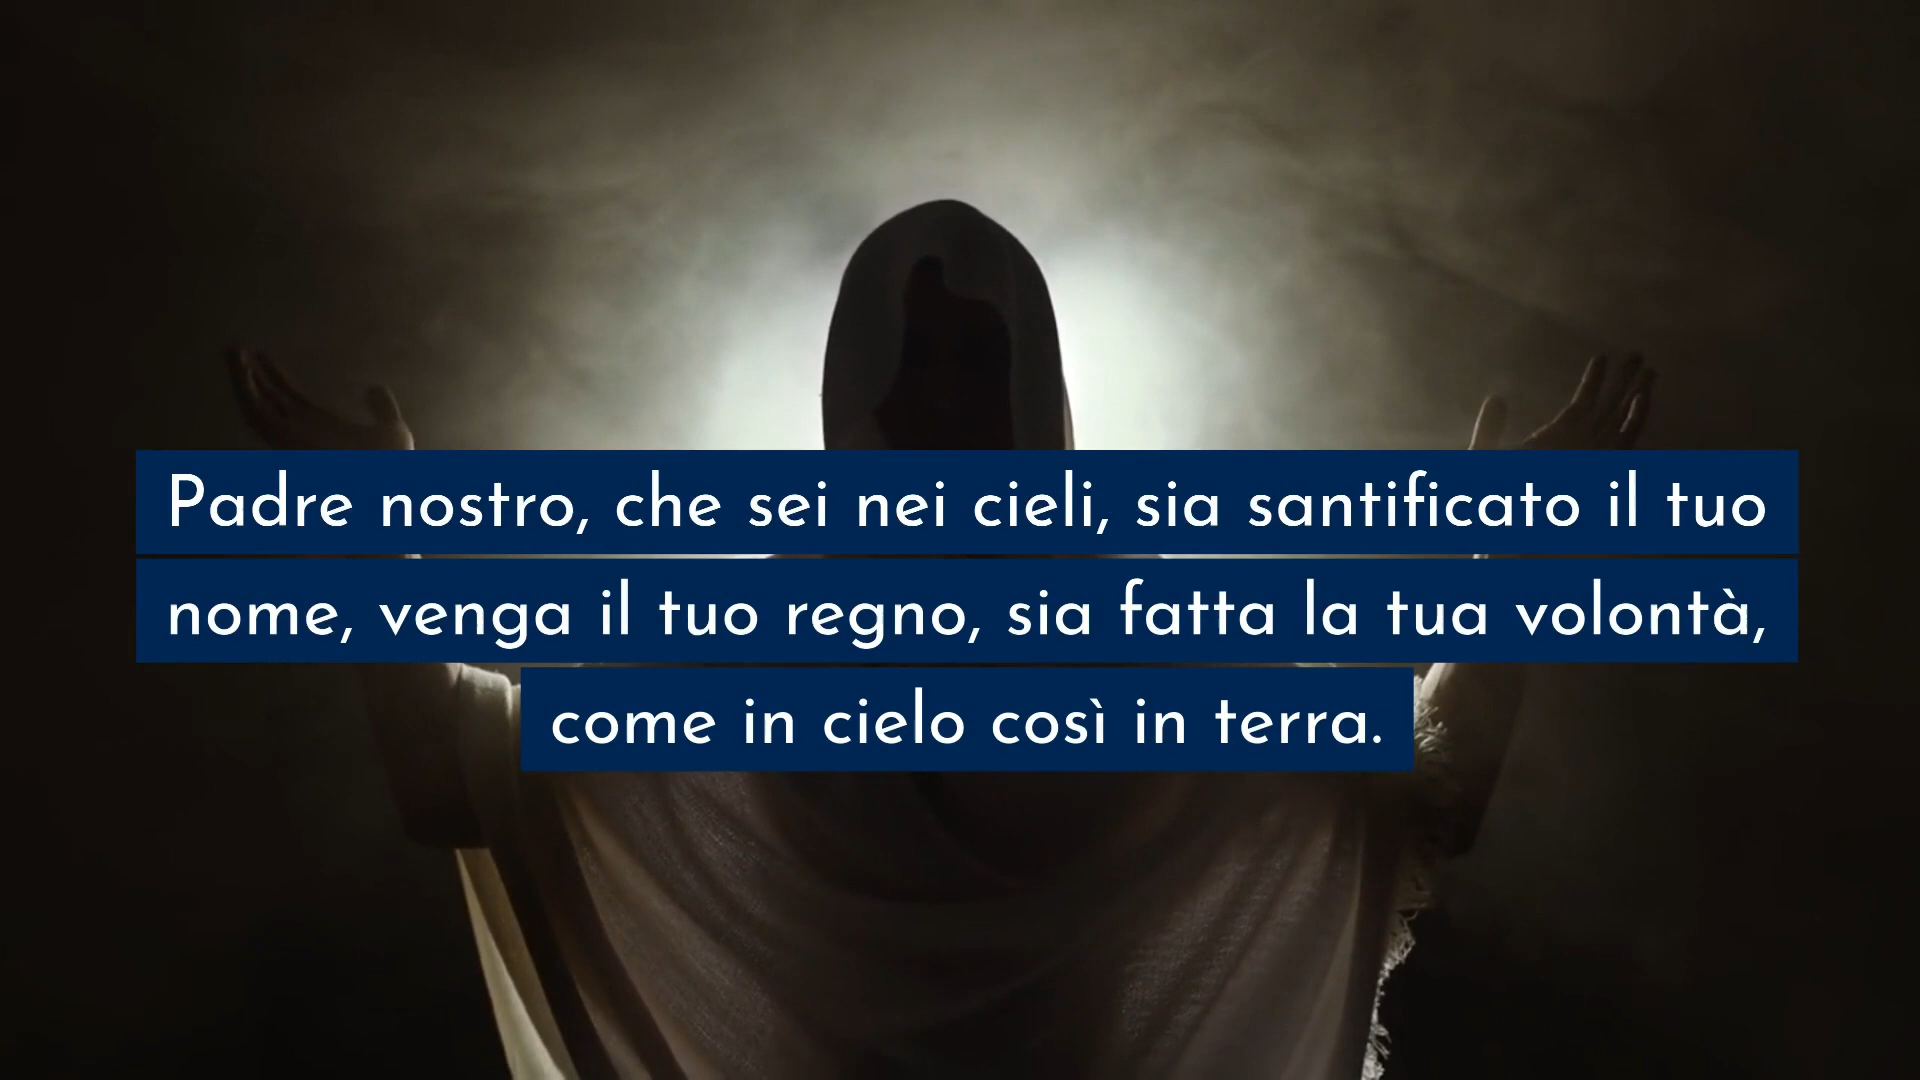 Padre nostro, che sei nei cieli, sia santificato il tuo
nome, venga il tuo regno, sia fatta la tua volontà,
come in cielo così in terra.